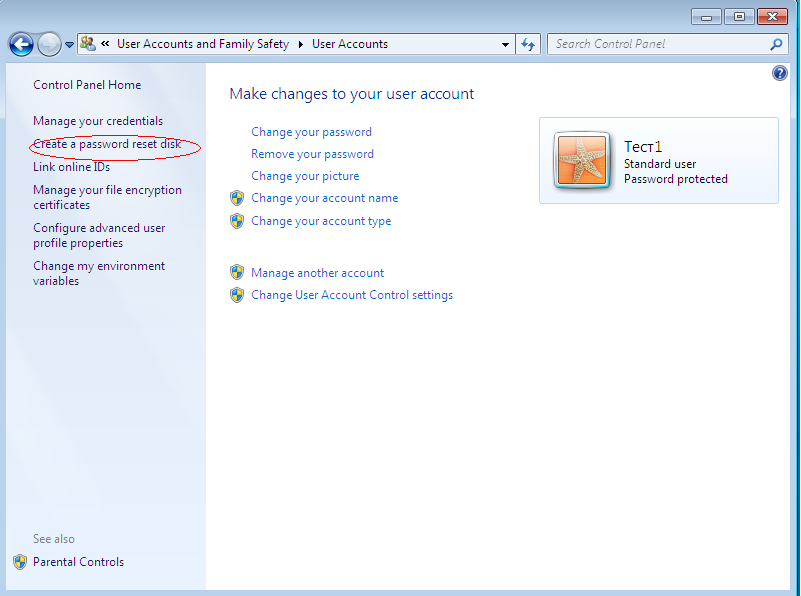 « User Accounts and Family Safety ▸ User Accounts
Search Control Panel
Control Panel Home
Manage your credentials
Create a password reset disk
Link online IDs
Manage your file encryption
certificates
Configure advanced user
profile properties
Change my environment
variables
See also
Parental Controls
Make changes to your user account
Change your password
Remove your password
Change your picture
Change your account name
Change your account type
Manage another account
Change User Account Control settings
Тест1
Standard user
Password protected